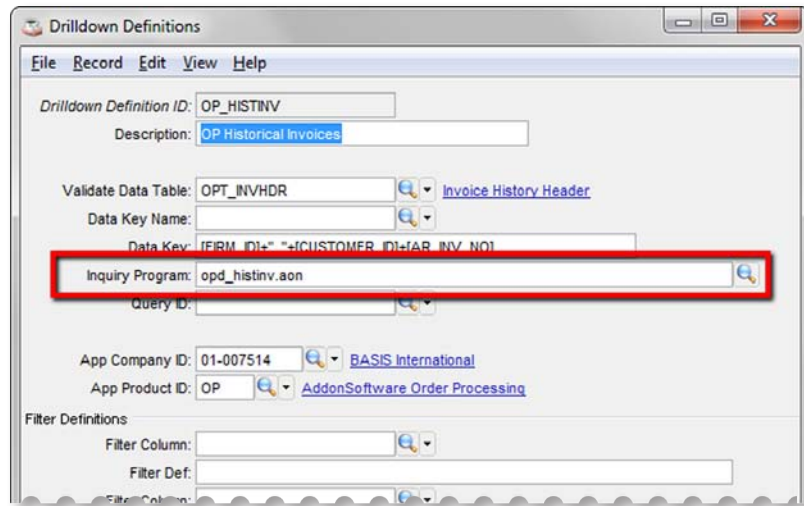 Drilldown Definitions
File Record Edit View Help
Drilldown Definition ID: OP_HISTINV
Description: OP Historical Invoices
Validate Data Table: OPT_INVHDR Invoice History Header
Data Key Name:
Data Key: [FIRM_ID]+"  "+[CUSTOMER_ID]+[AR_INV_NO]
Inquiry Program: opd_histinv.aon
Query ID:
App Company ID: 01-007514 BASIS International
App Product ID: OP AddonSoftware Order Processing
Filter Definitions
Filter Column:
Filter Def:
Filter Column: